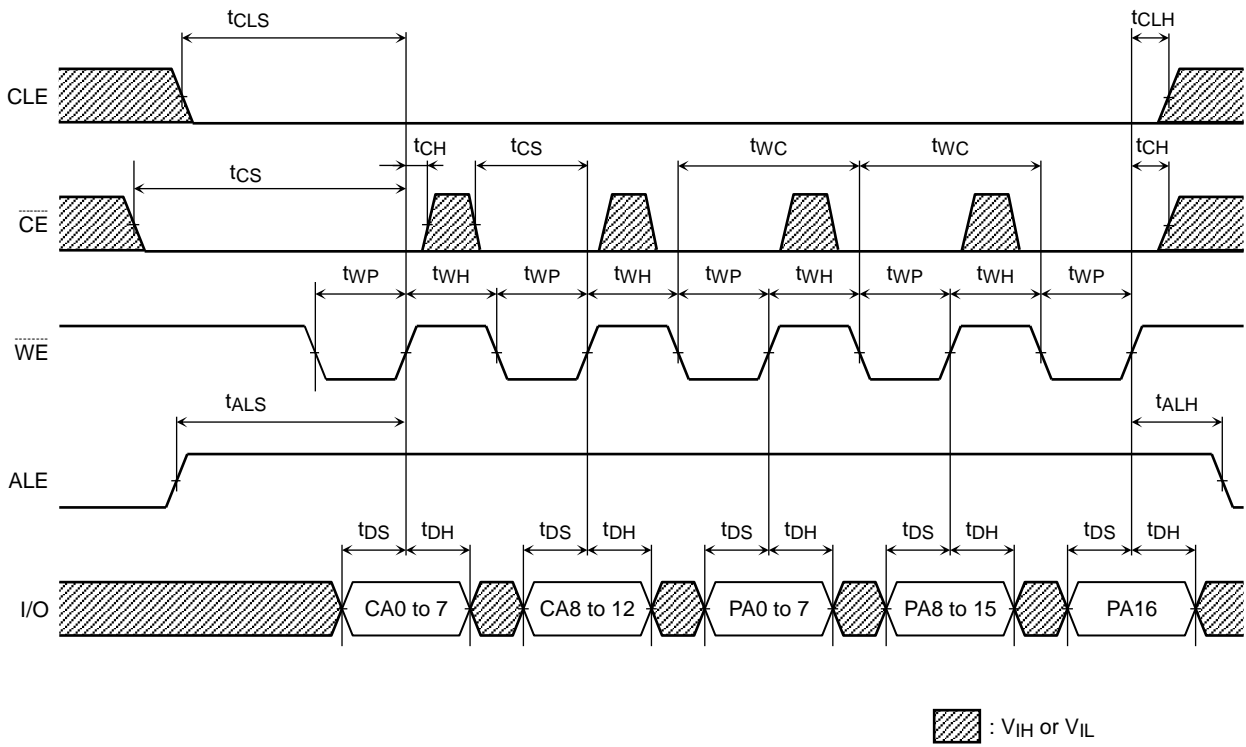 tCLS tCLH
CLE
tCH tCS tWC tWC tCH
tCS
CE
tWP tWH tWP tWH tWP tWH tWP tWH tWP
WE
tALS tALH
ALE
tDS tDH tDS tDH tDS tDH tDS tDH tDS tDH
I/O CA0 to 7 CA8 to 12 PA0 to 7 PA8 to 15 PA16
: VIH or VIL